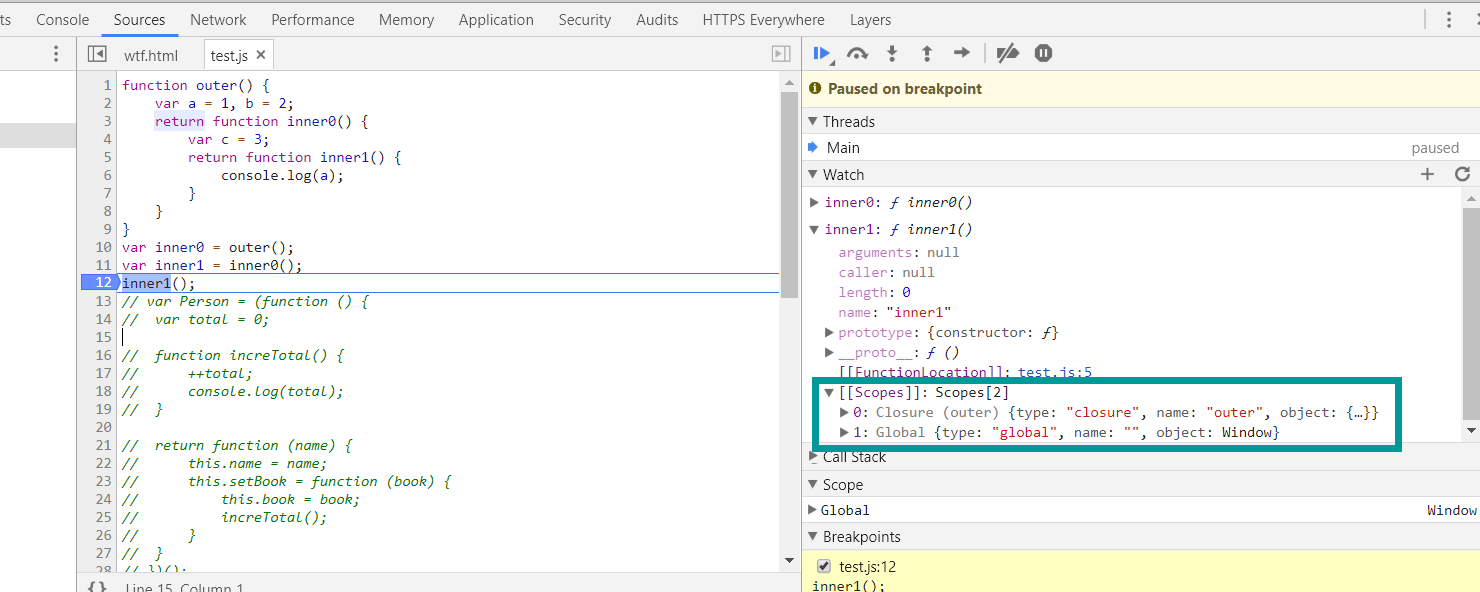 ts Console Sources Network Performance Memory Application Security Audits HTTPS Everywhere Layers
wtf.html test.js
1 function outer() {
2     var a = 1, b = 2;
3     return function inner0() {
4         var c = 3;
5         return function inner1() {
6             console.log(a);
7         }
8     }
9 }
10 var inner0 = outer();
11 var inner1 = inner0();
12 inner1();
13 // var Person = (function () {
14 //  var total = 0;
15
16 //  function increTotal() {
17 //      ++total;
18 //      console.log(total);
19 //  }
20
21 //  return function (name) {
22 //      this.name = name;
23 //      this.setBook = function (book) {
24 //          this.book = book;
25 //          increTotal();
26 //      }
27 //  }
28 // })();
{} Line 15, Column 1
Paused on breakpoint
Threads
Main paused
Watch
inner0: ƒ inner0()
inner1: ƒ inner1()
arguments: null
caller: null
length: 0
name: "inner1"
prototype: {constructor: ƒ}
__proto__: ƒ ()
[[FunctionLocation]]: test.js:5
[[Scopes]]: Scopes[2]
0: Closure (outer) {type: "closure", name: "outer", object: {…}}
1: Global {type: "global", name: "", object: Window}
Call Stack
Scope
Global Window
Breakpoints
test.js:12
inner1();